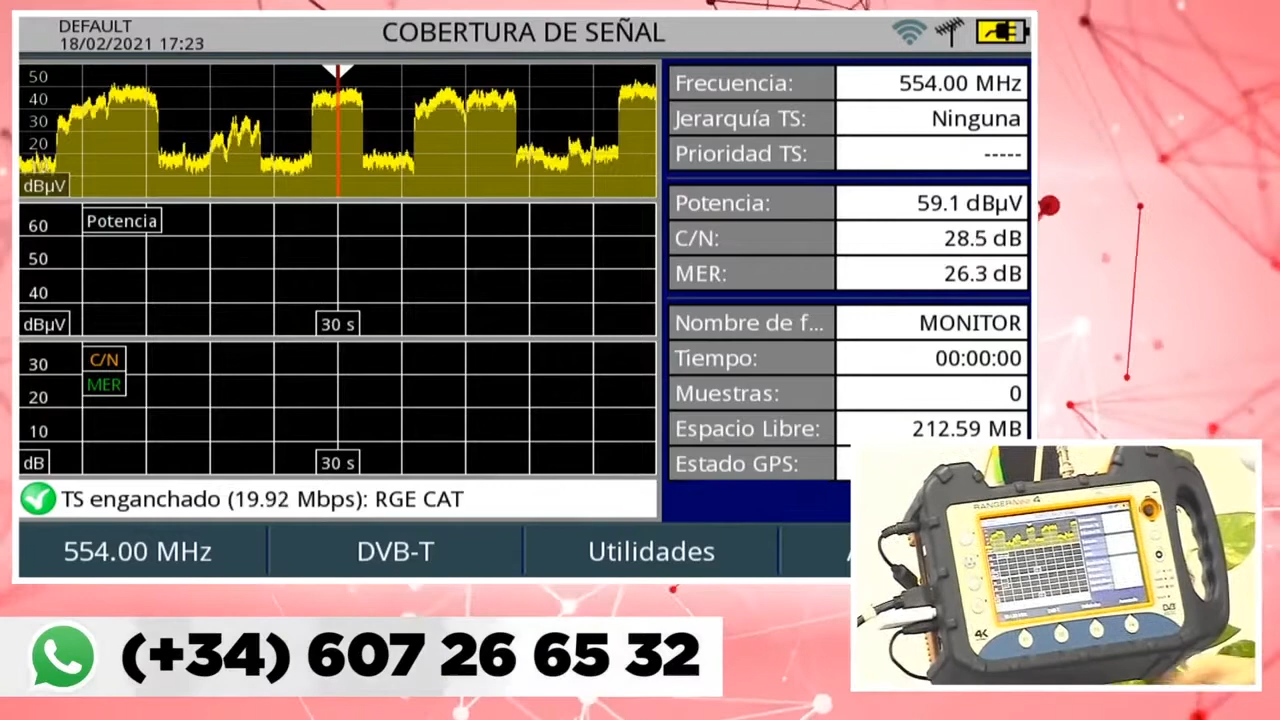 DEFAULT
18/02/2021 17:23
COBERTURA DE SEÑAL
50
40
30
20
dBµV
Potencia
60
50
40
dBµV
30 s
C/N
MER
30
20
10
dB
30 s
TS enganchado (19.92 Mbps): RGE CAT
Frecuencia: 554.00 MHz
Jerarquía TS: Ninguna
Prioridad TS: -----
Potencia: 59.1 dBµV
C/N: 28.5 dB
MER: 26.3 dB
Nombre de f... MONITOR
Tiempo: 00:00:00
Muestras: 0
Espacio Libre: 212.59 MB
Estado GPS:
554.00 MHz
DVB-T
Utilidades
RANGERNeo 4
4K
(+34) 607 26 65 32